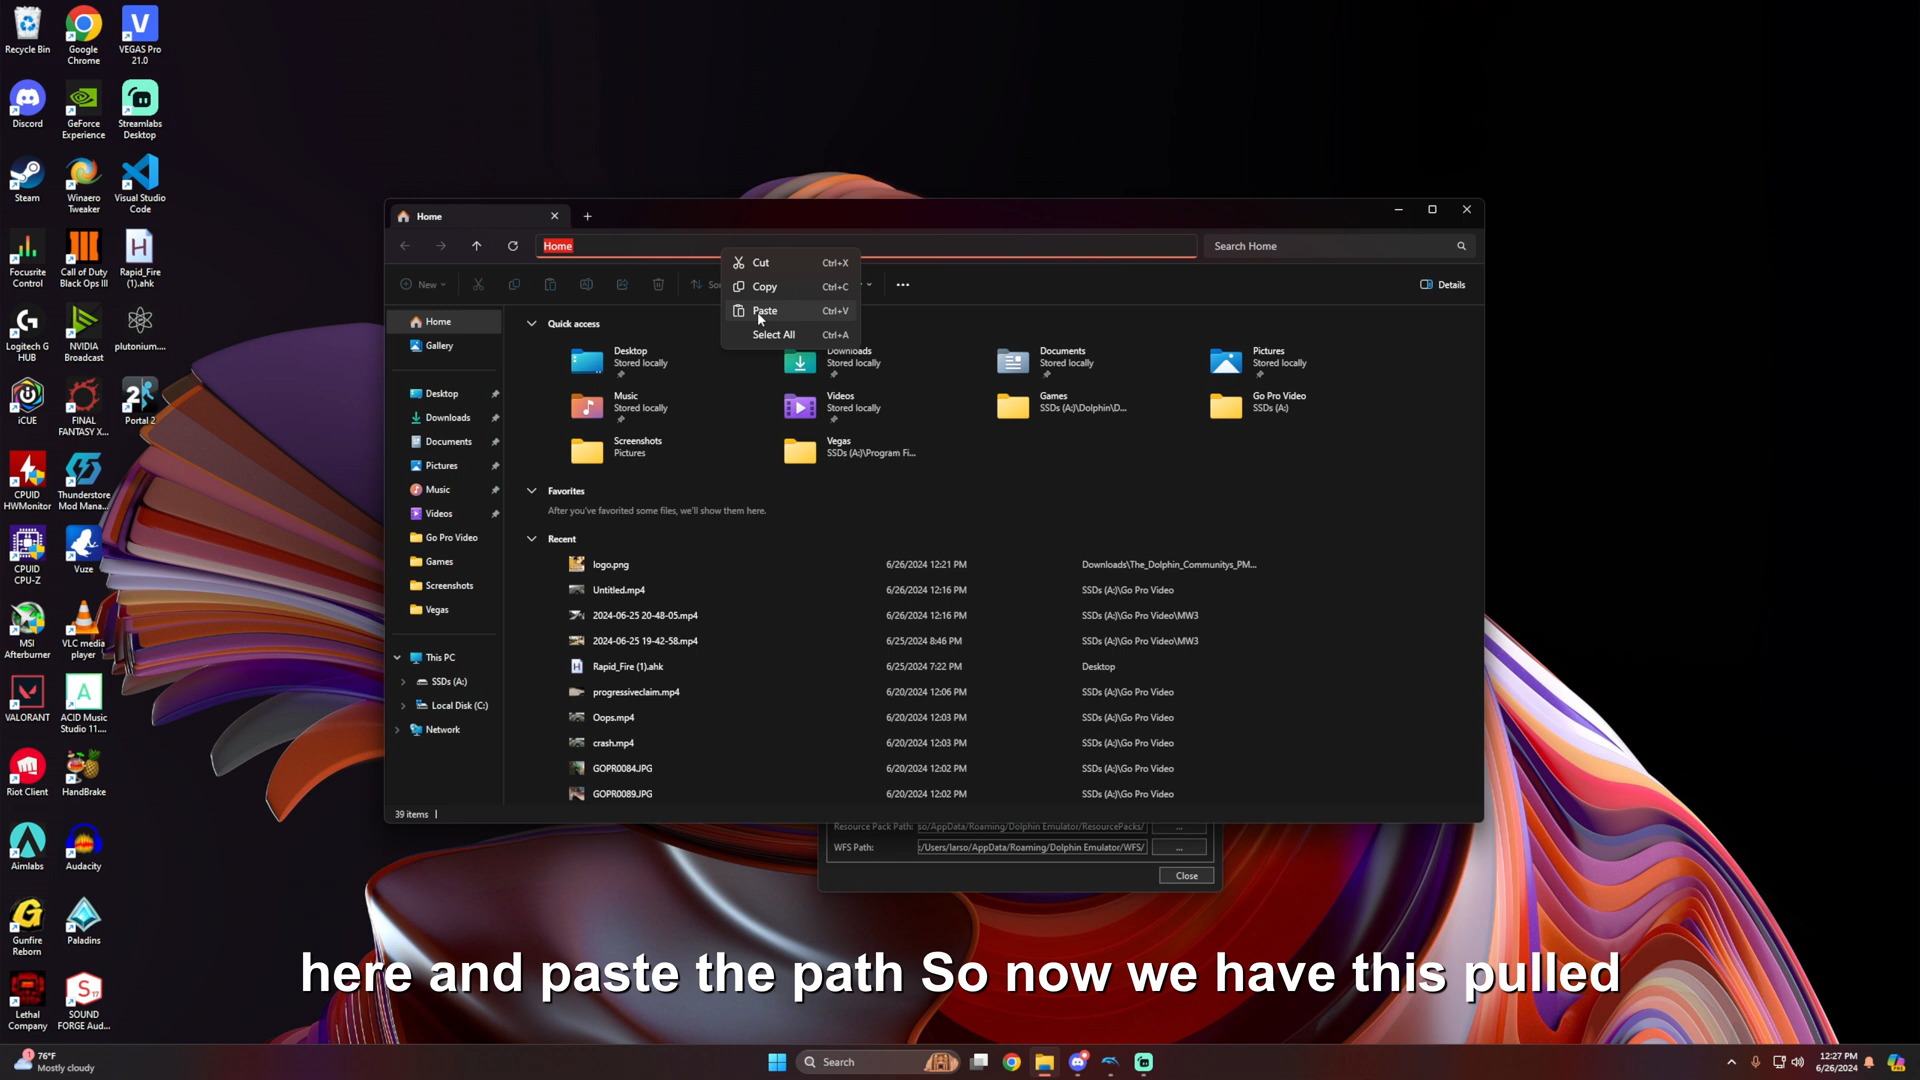 Recycle Bin
Google Chrome
VEGAS Pro 21.0
Discord
GeForce Experience
Streamlabs Desktop
Steam
Winaero Tweaker
Visual Studio Code
Focusrite Control
Call of Duty Black Ops III
Rapid_Fire (1).ahk
Logitech G HUB
NVIDIA Broadcast
plutonium....
iCUE
FINAL FANTASY X...
Portal 2
CPUID HWMonitor
Thunderstore Mod Mana...
CPUID CPU-Z
Vuze
MSI Afterburner
VLC media player
VALORANT
ACID Music Studio 11....
Riot Client
HandBrake
Aimlabs
Audacity
Gunfire Reborn
Paladins
Lethal Company
SOUND FORGE Aud...
Home
Home
Search Home
New
Details
Cut Ctrl+X
Copy Ctrl+C
Paste Ctrl+V
Select All Ctrl+A
Home
Gallery
Desktop
Downloads
Documents
Pictures
Music
Videos
Go Pro Video
Games
Screenshots
Vegas
This PC
SSDs (A:)
Local Disk (C:)
Network
Quick access
Desktop
Stored locally
Downloads
Stored locally
Documents
Stored locally
Pictures
Stored locally
Music
Stored locally
Videos
Stored locally
Games
SSDs (A:)\Dolphin\D...
Go Pro Video
SSDs (A:)
Screenshots
Pictures
Vegas
SSDs (A:)\Program Fi...
Favorites
After you've favorited some files, we'll show them here.
Recent
logo.png 6/26/2024 12:21 PM Downloads\The_Dolphin_Communitys_PM...
Untitled.mp4 6/26/2024 12:16 PM SSDs (A:)\Go Pro Video
2024-06-25 20-48-05.mp4 6/26/2024 12:16 PM SSDs (A:)\Go Pro Video\MW3
2024-06-25 19-42-58.mp4 6/25/2024 8:46 PM SSDs (A:)\Go Pro Video\MW3
Rapid_Fire (1).ahk 6/25/2024 7:22 PM Desktop
progressiveclaim.mp4 6/20/2024 12:06 PM SSDs (A:)\Go Pro Video
Oops.mp4 6/20/2024 12:03 PM SSDs (A:)\Go Pro Video
crash.mp4 6/20/2024 12:03 PM SSDs (A:)\Go Pro Video
GOPR0084.JPG 6/20/2024 12:02 PM SSDs (A:)\Go Pro Video
GOPR0089.JPG 6/20/2024 12:02 PM SSDs (A:)\Go Pro Video
39 items
Resource Pack Path: so/AppData/Roaming/Dolphin Emulator/ResourcePacks/ ...
WFS Path: :/Users/larso/AppData/Roaming/Dolphin Emulator/WFS/ ...
Close
here and paste the path So now we have this pulled
1
76°F
Mostly cloudy
Search
12:27 PM
6/26/2024